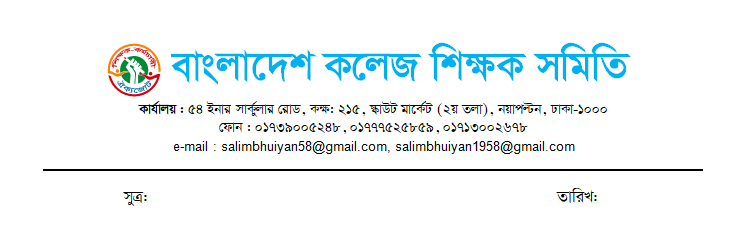 বাংলাদেশ কলেজ শিক্ষক সমিতি
কার্যালয় : ৫৪ ইনার সার্কুলার রোড, কক্ষ: ২১৫, স্কাউট মার্কেট (২য় তলা), নয়াপল্টন, ঢাকা-১০০০
ফোন : ০১৭৩৯০০৫২৪৮, ০১৭৭৭৫২৫৮৫৯, ০১৭১৩০০২৬৭৮
e-mail : salimbhuiyan58@gmail.com, salimbhuiyan1958@gmail.com
সুত্র: তারিখ: